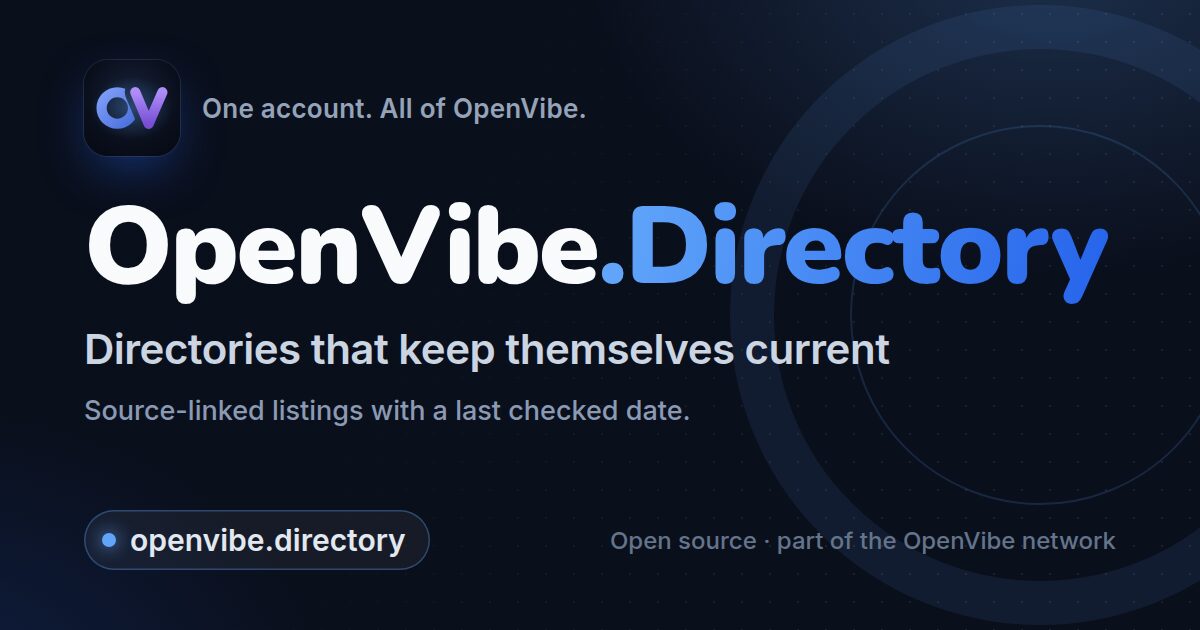 OV
One account. All of OpenVibe.
OpenVibe.Directory
Directories that keep themselves current
Source-linked listings with a last checked date.
openvibe.directory
Open source · part of the OpenVibe network